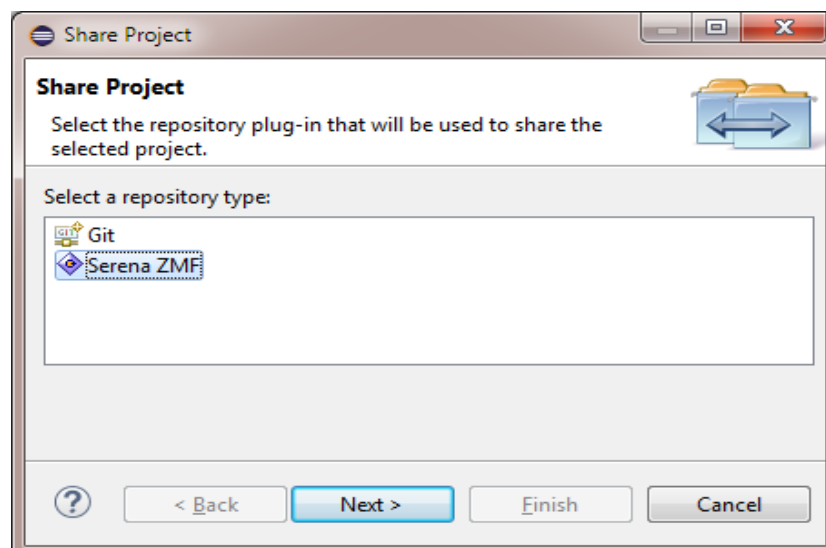 Share Project
Share Project
Select the repository plug-in that will be used to share the
selected project.
Select a repository type:
GIT Git
Serena ZMF
? < Back Next > Finish Cancel